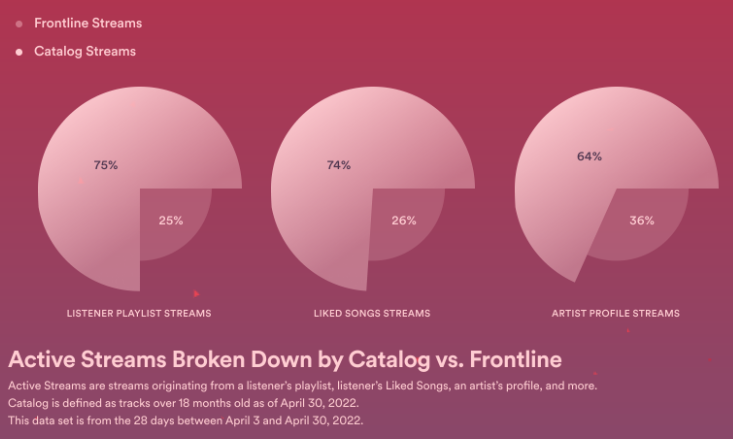 Frontline Streams
Catalog Streams
75%
25%
74%
26%
64%
36%
LISTENER PLAYLIST STREAMS
LIKED SONGS STREAMS
ARTIST PROFILE STREAMS
Active Streams Broken Down by Catalog vs. Frontline
Active Streams are streams originating from a listener's playlist, listener's Liked Songs, an artist's profile, and more.
Catalog is defined as tracks over 18 months old as of April 30, 2022.
This data set is from the 28 days between April 3 and April 30, 2022.